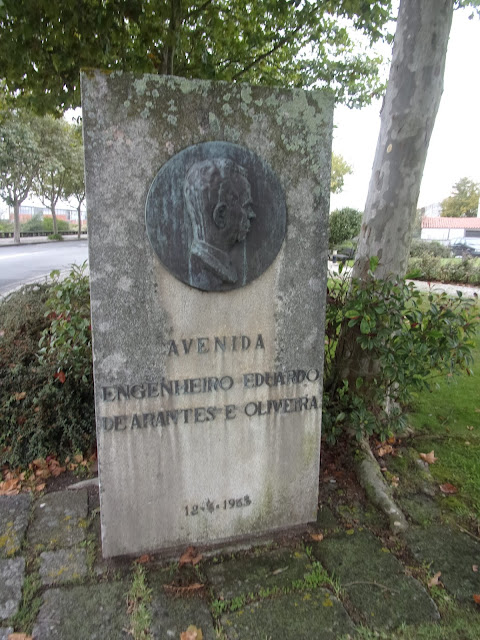 AVENIDA
ENGENHEIRO EDUARDO
DE ARANTES E OLIVEIRA